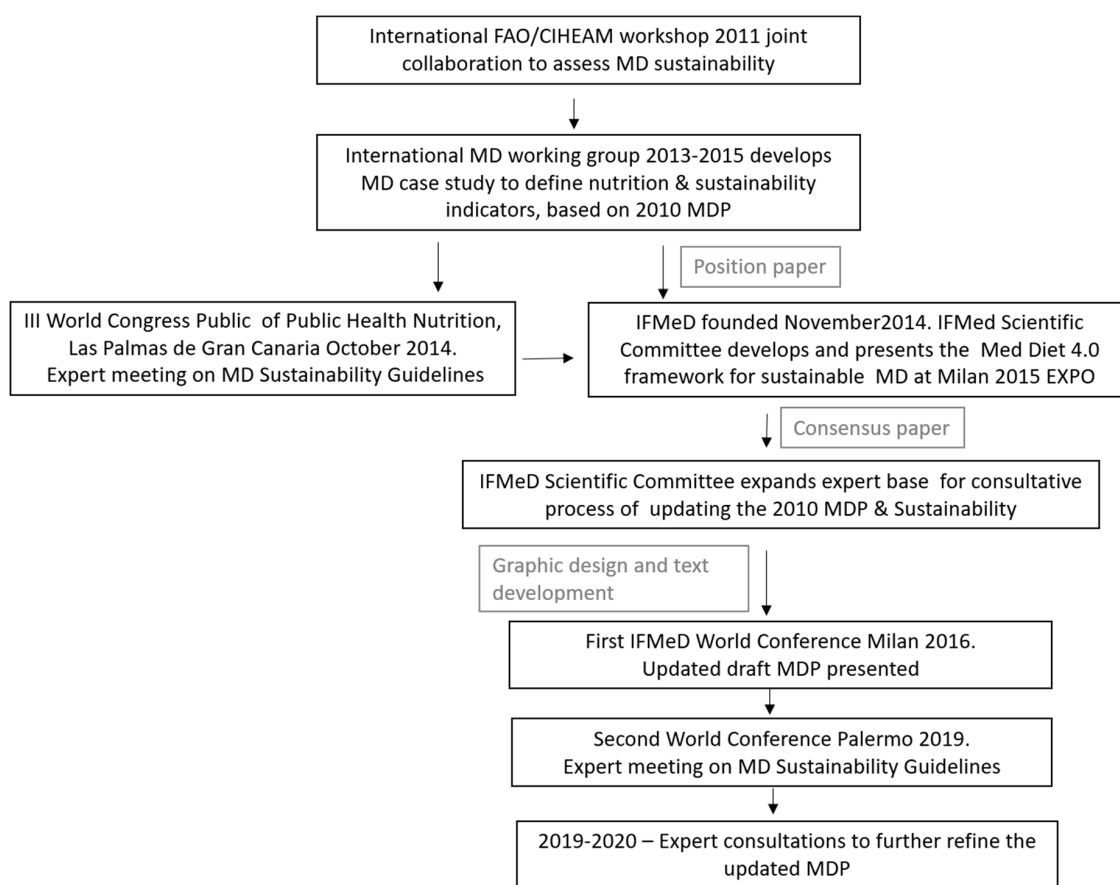 International FAO/CIHEAM workshop 2011 joint
collaboration to assess MD sustainability
International MD working group 2013-2015 develops
MD case study to define nutrition & sustainability
indicators, based on 2010 MDP
Position paper
III World Congress Public of Public Health Nutrition,
Las Palmas de Gran Canaria October 2014.
Expert meeting on MD Sustainability Guidelines
IFMeD founded November2014. IFMed Scientific
Committee develops and presents the Med Diet 4.0
framework for sustainable MD at Milan 2015 EXPO
Consensus paper
IFMeD Scientific Committee expands expert base for consultative
process of updating the 2010 MDP & Sustainability
Graphic design and text
development
First IFMeD World Conference Milan 2016.
Updated draft MDP presented
Second World Conference Palermo 2019.
Expert meeting on MD Sustainability Guidelines
2019-2020 – Expert consultations to further refine the
updated MDP